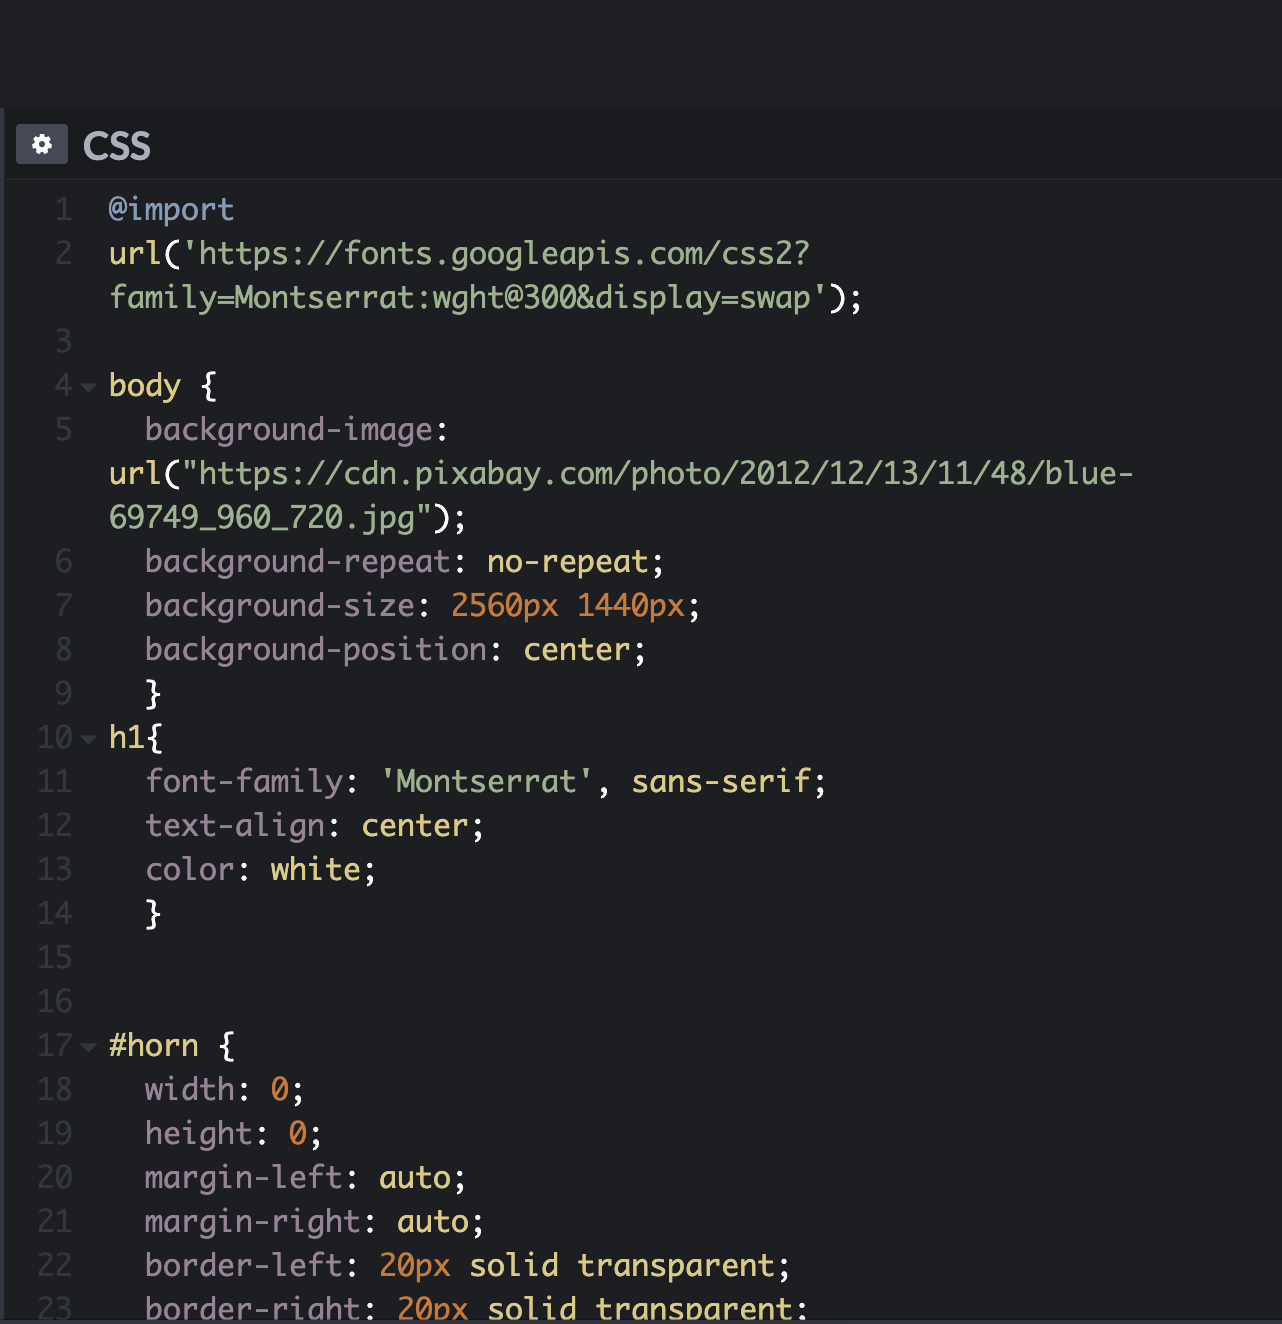 CSS
1 @import
2 url('https://fonts.googleapis.com/css2?
family=Montserrat:wght@300&display=swap');
3
4 body {
5 background-image:
url("https://cdn.pixabay.com/photo/2012/12/13/11/48/blue-
69749_960_720.jpg");
6 background-repeat: no-repeat;
7 background-size: 2560px 1440px;
8 background-position: center;
9 }
10 h1{
11 font-family: 'Montserrat', sans-serif;
12 text-align: center;
13 color: white;
14 }
15
16
17 #horn {
18 width: 0;
19 height: 0;
20 margin-left: auto;
21 margin-right: auto;
22 border-left: 20px solid transparent;
23 border-right: 20px solid transparent;